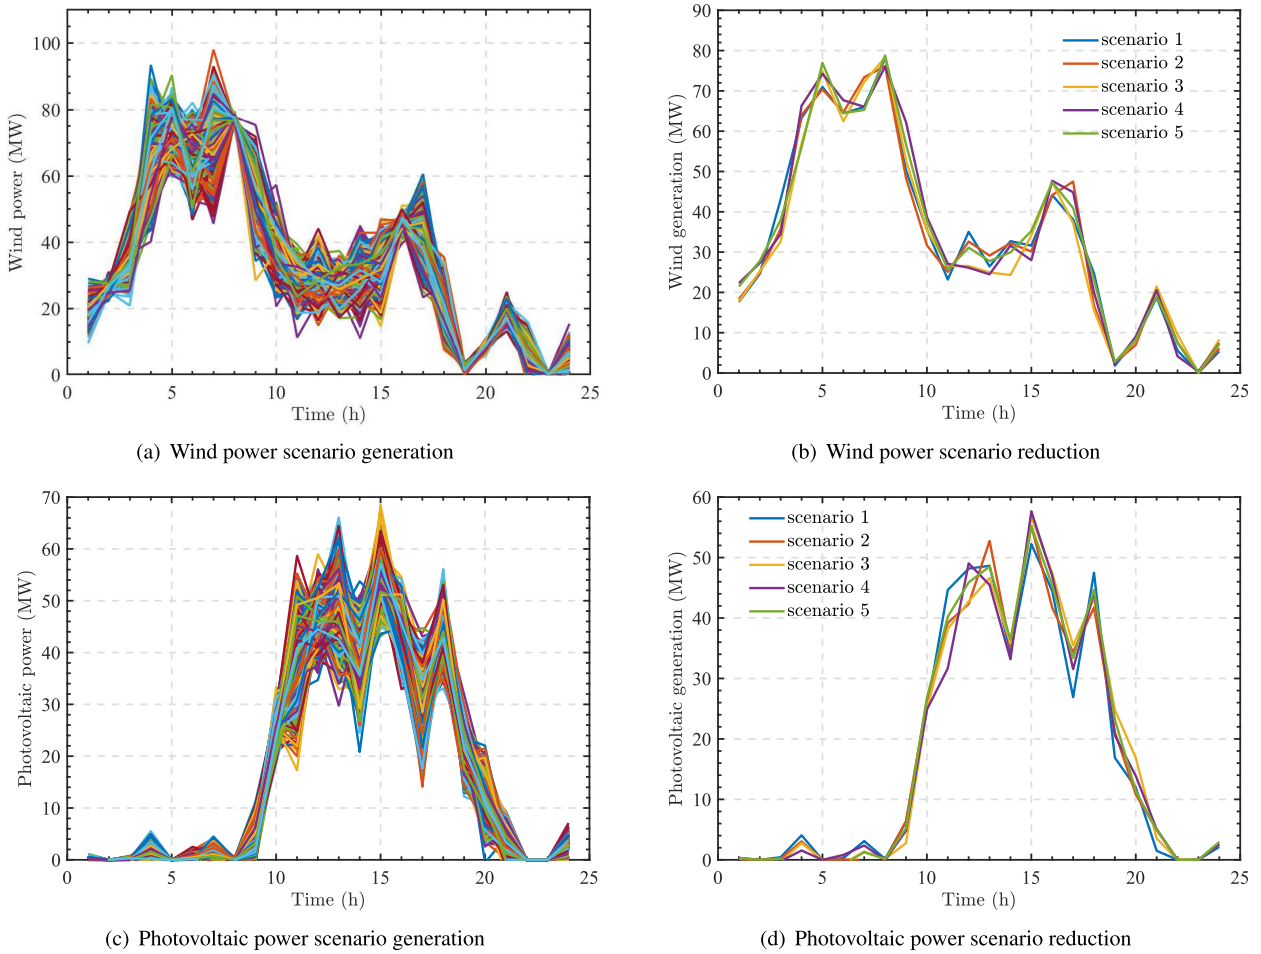 Wind power (MW)
100
80
60
40
20
0
0 5 10 15 20 25
Time (h)
(a) Wind power scenario generation
Wind generation (MW)
90
80
70
60
50
40
30
20
10
0
0 5 10 15 20 25
scenario 1
scenario 2
scenario 3
scenario 4
scenario 5
Time (h)
(b) Wind power scenario reduction
Photovoltaic power (MW)
70
60
50
40
30
20
10
0
0 5 10 15 20 25
Time (h)
(c) Photovoltaic power scenario generation
Photovoltaic generation (MW)
60
50
40
30
20
10
0
0 5 10 15 20 25
scenario 1
scenario 2
scenario 3
scenario 4
scenario 5
Time (h)
(d) Photovoltaic power scenario reduction